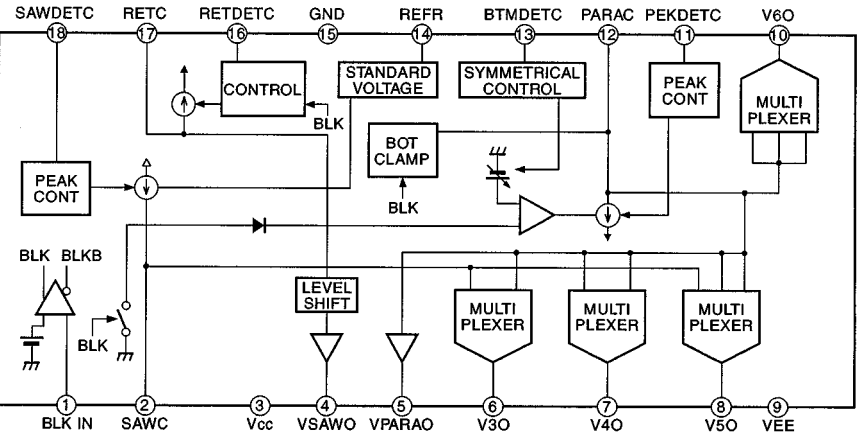 SAWDETC RETC RETDETC GND REFR BTMDETC PARAC PEKDETC V6O
18 17 16 15 14 13 12 11 10
CONTROL
BLK
STANDARD
VOLTAGE
SYMMETRICAL
CONTROL
PEAK
CONT
MULTI
PLEXER
BOT
CLAMP
BLK
PEAK
CONT
BLK BLKB
BLK
LEVEL
SHIFT
MULTI
PLEXER
MULTI
PLEXER
MULTI
PLEXER
1 2 3 4 5 6 7 8 9
BLK IN SAWC Vcc VSAWO VPARAO V3O V4O V5O VEE